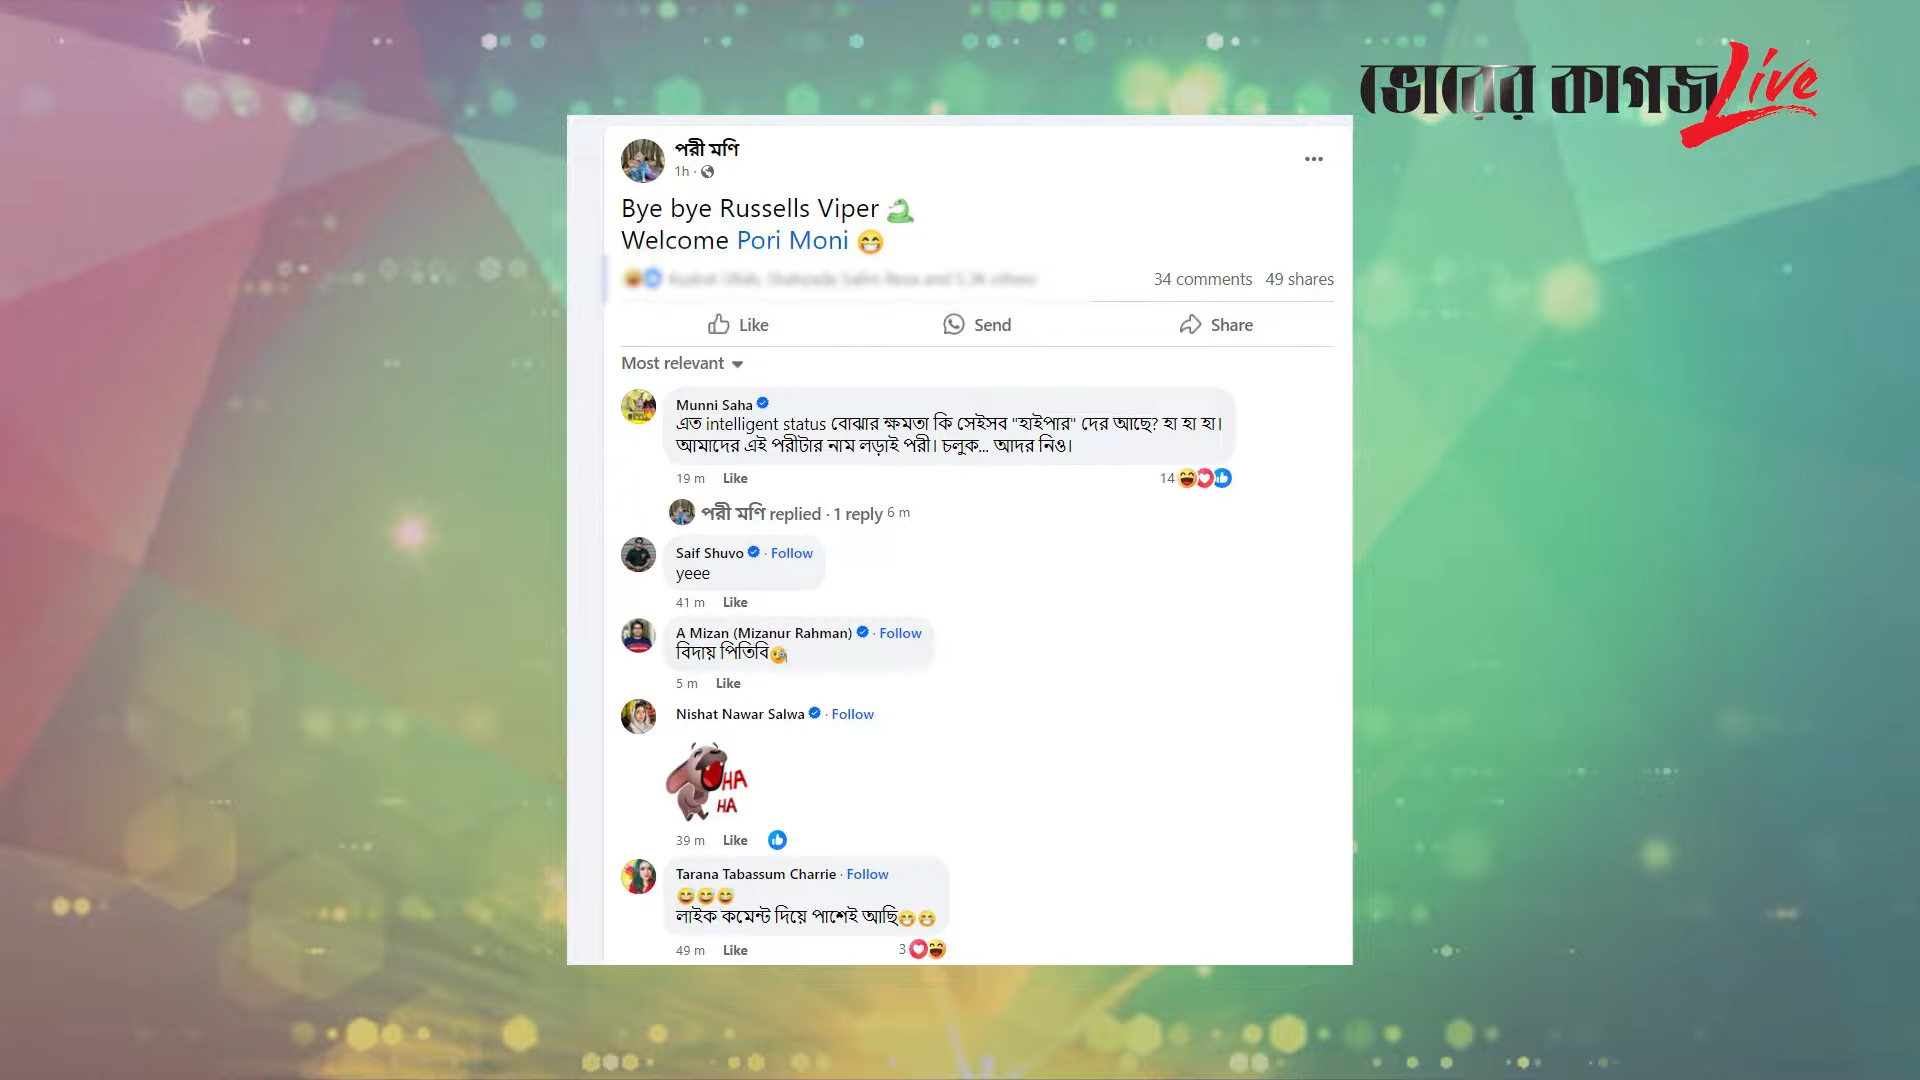 ভোরের কাগজ Live
পরী মণি
1h ·
Bye bye Russells Viper 🐍
Welcome Pori Moni 😁
34 comments 49 shares
Like Send Share
Most relevant
Munni Saha
এত intelligent status বোঝার ক্ষমতা কি সেইসব "হাইপার" দের আছে? হা হা হা।
আমাদের এই পরীটার নাম লড়াই পরী। চলুক... আদর নিও।
19 m Like 14
পরী মণি replied · 1 reply 6 m
Saif Shuvo · Follow
yeee
41 m Like
A Mizan (Mizanur Rahman) · Follow
বিদায় পিতিবি🧐
5 m Like
Nishat Nawar Salwa · Follow
HA
HA
39 m Like
Tarana Tabassum Charrie · Follow
😅😅😅
লাইক কমেন্ট দিয়ে পাশেই আছি😁😁
49 m Like 3